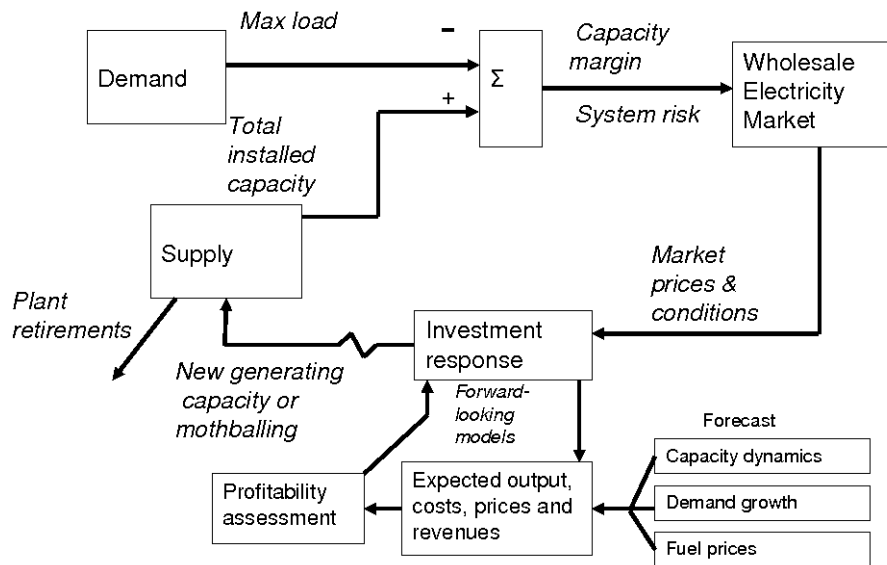 Max load
Demand
-
+
Σ
Capacity
margin
System risk
Wholesale
Electricity
Market
Total
installed
capacity
Supply
Plant
retirements
Market
prices &
conditions
Investment
response
New generating
capacity or
mothballing
Forward-
looking
models
Forecast
Capacity dynamics
Demand growth
Fuel prices
Expected output,
costs, prices and
revenues
Profitability
assessment